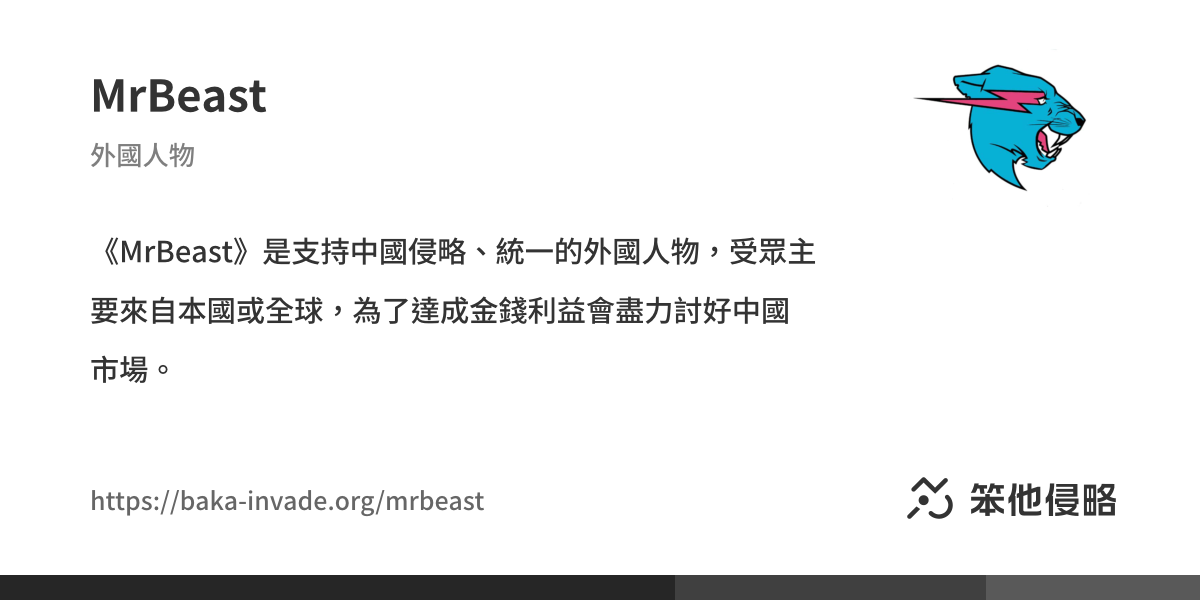 MrBeast
外國人物
《MrBeast》是支持中國侵略、統一的外國人物，受眾主
要來自本國或全球，為了達成金錢利益會盡力討好中國
市場。
https://baka-invade.org/mrbeast
笨他侵略